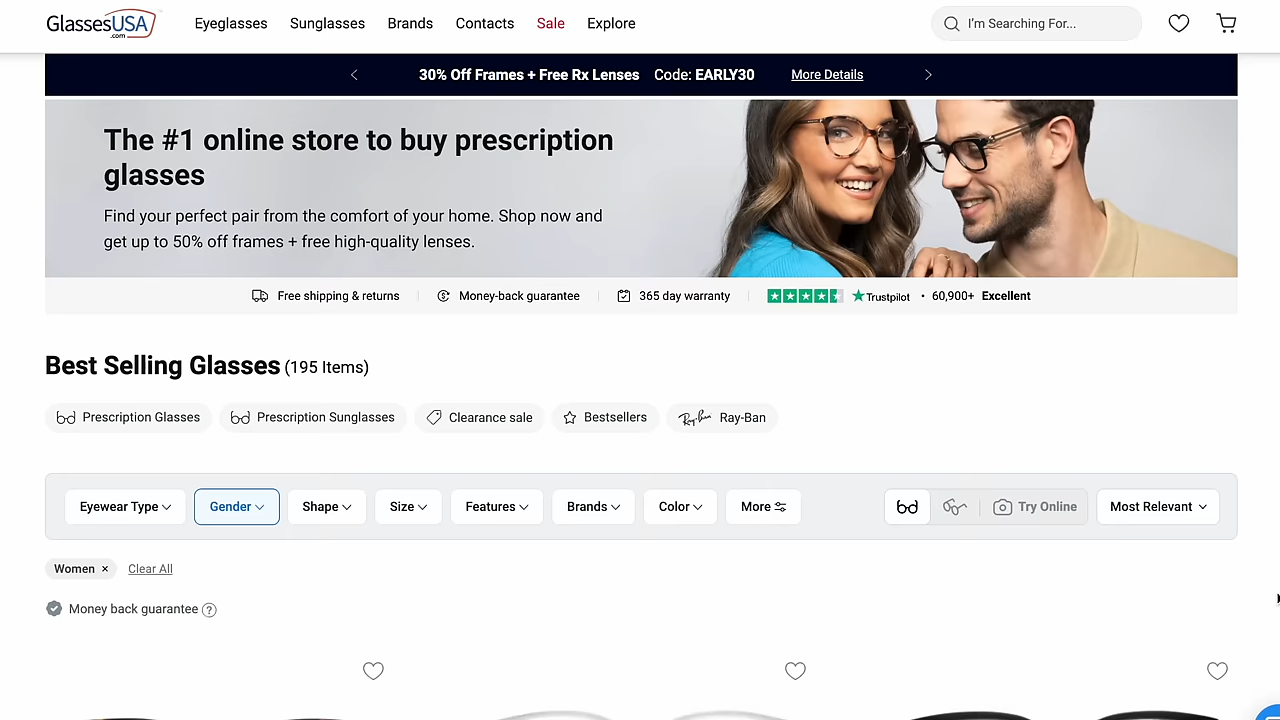 GlassesUSA
.com
Eyeglasses Sunglasses Brands Contacts Sale Explore
I'm Searching For...
30% Off Frames + Free Rx Lenses Code: EARLY30 More Details
The #1 online store to buy prescription
glasses
Find your perfect pair from the comfort of your home. Shop now and
get up to 50% off frames + free high-quality lenses.
Free shipping & returns Money-back guarantee 365 day warranty Trustpilot • 60,900+ Excellent
Best Selling Glasses (195 Items)
Prescription Glasses Prescription Sunglasses Clearance sale Bestsellers Ray-Ban Ray-Ban
Eyewear Type Gender Shape Size Features Brands Color More Try Online Most Relevant
Women × Clear All
Money back guarantee ?